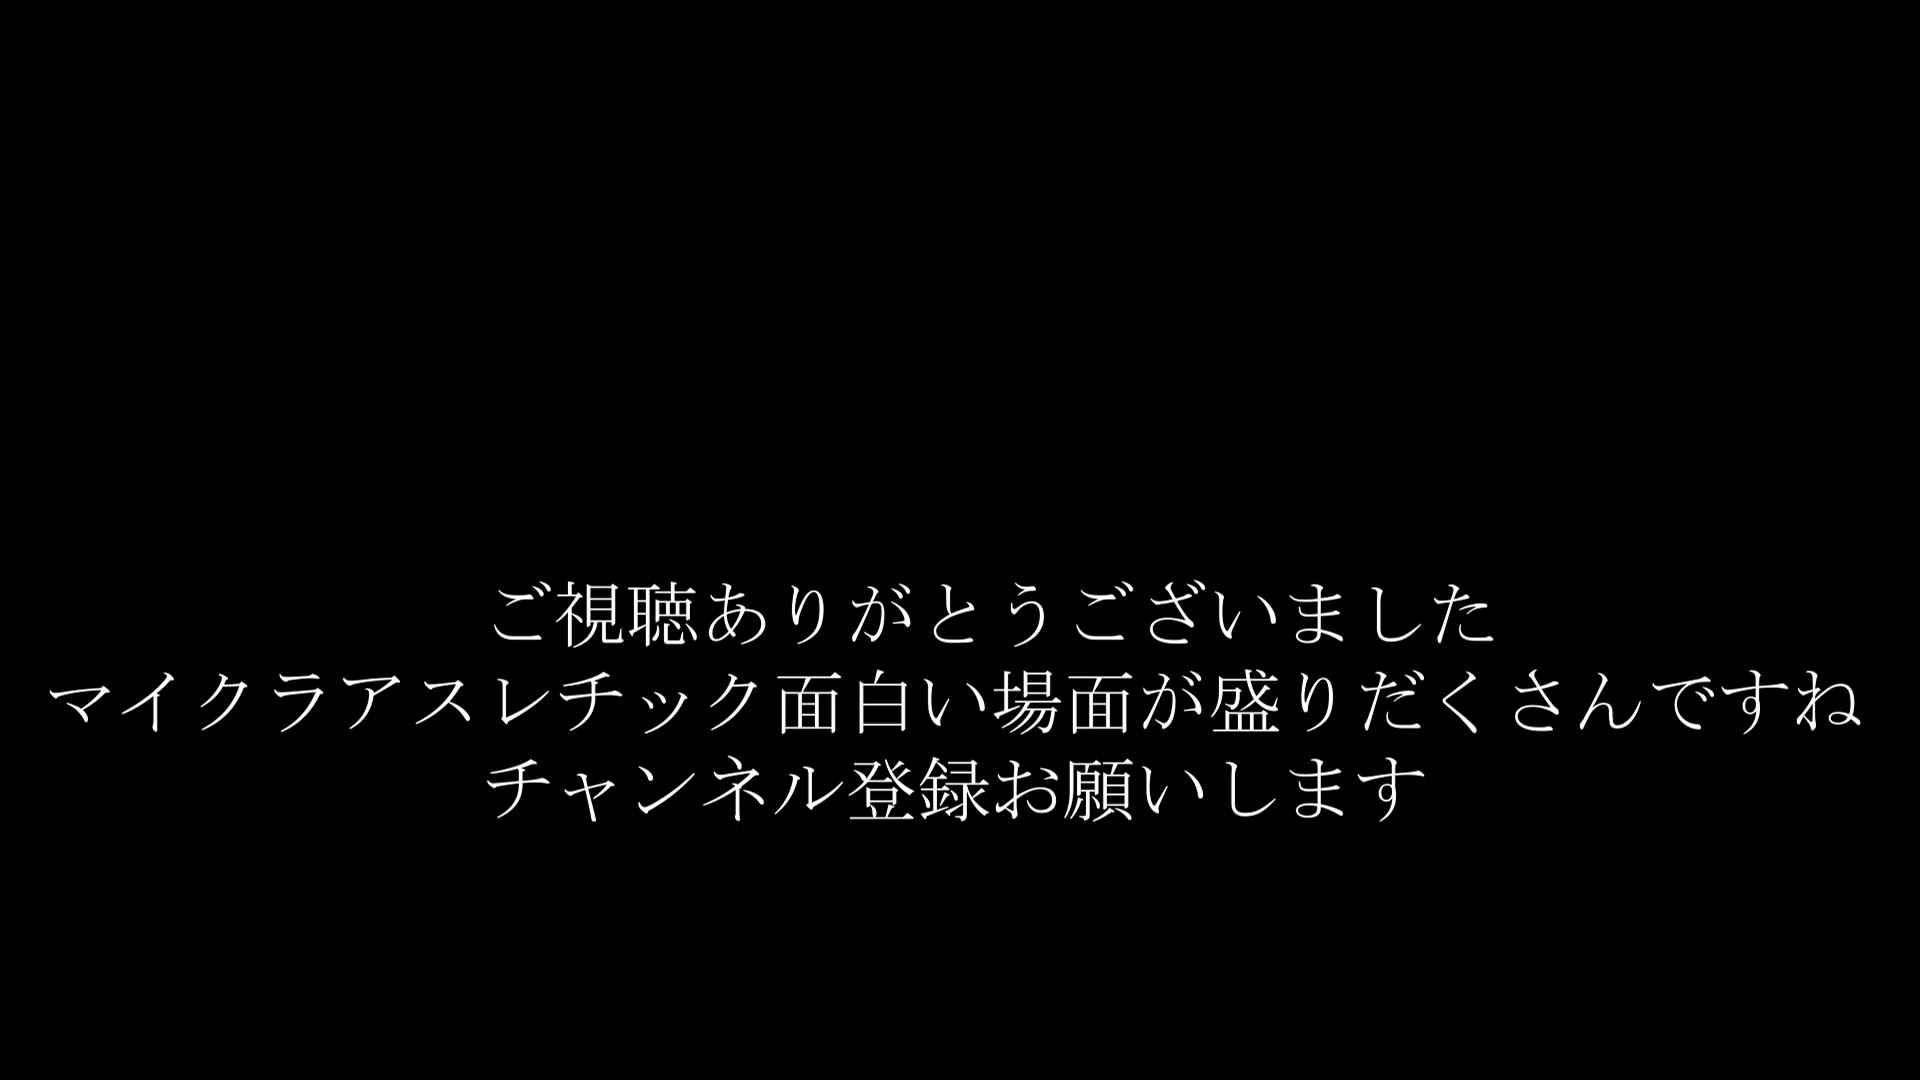 ご視聴ありがとうございました
マイクラアスレチック面白い場面が盛りだくさんですね
チャンネル登録お願いします